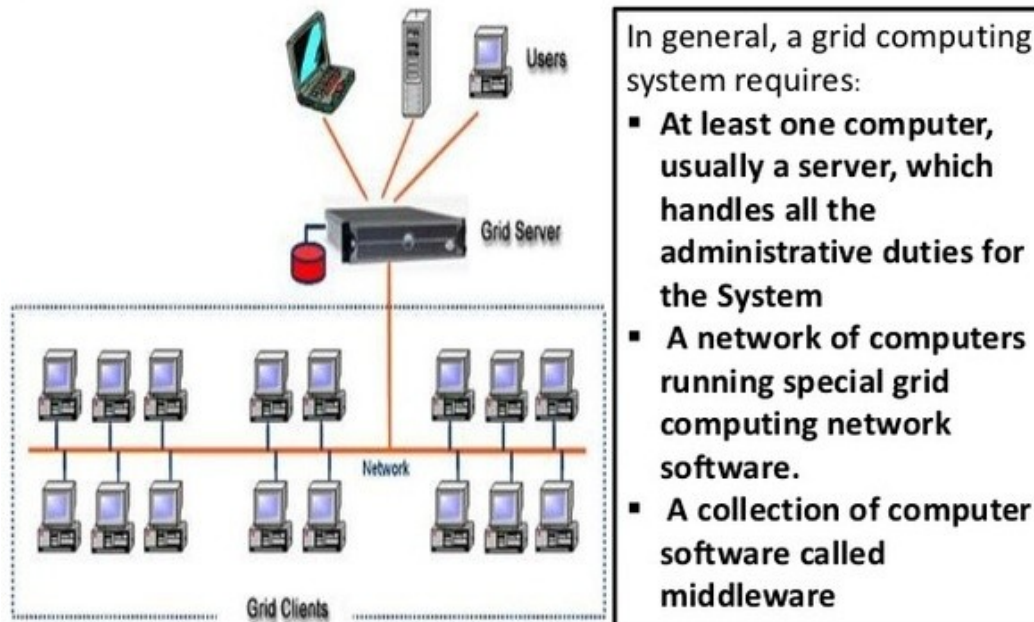 Users
Grid Server
Network
Grid Clients
In general, a grid computing
system requires:
▪ At least one computer,
usually a server, which
handles all the
administrative duties for
the System
▪ A network of computers
running special grid
computing network
software.
▪ A collection of computer
software called
middleware